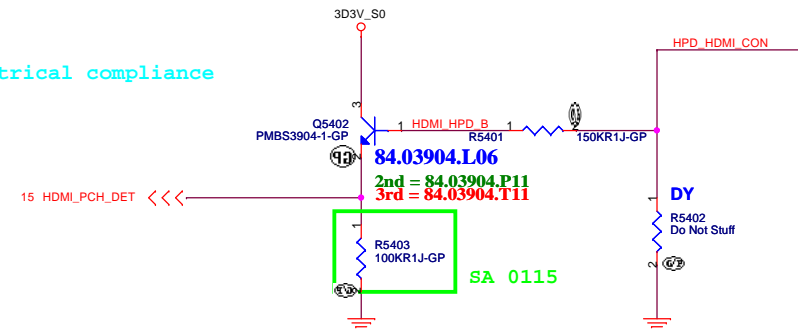 3D3V_S0
HPD_HDMI_CON
trical compliance
3
Q5402
PMBS3904-1-GP
1 HDMI_HPD_B 1
R5401
150KR1J-GP
2
84.03904.L06
2nd = 84.03904.P11
3rd = 84.03904.T11
15 HDMI_PCH_DET
1
DY
R5402
Do Not Stuff
2
1
R5403
100KR1J-GP
2
SA 0115